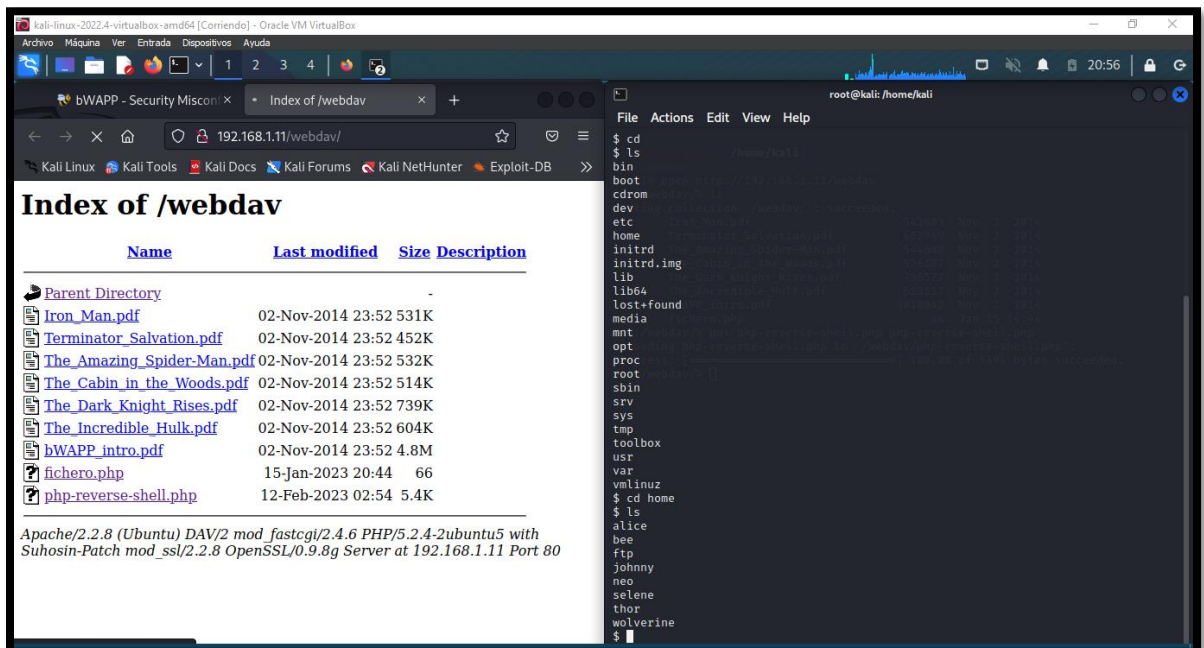 kali-linux-2022.4-virtualbox-amd64 [Corriendo] - Oracle VM VirtualBox
Archivo Máquina Ver Entrada Dispositivos Ayuda
1 2 3 4 20:56
bWAPP - Security Miscon
Index of /webdav
192.168.1.11/webdav/
Kali Linux Kali Tools Kali Docs Kali Forums Kali NetHunter Exploit-DB
Index of /webdav
Name Last modified Size Description
Parent Directory -
Iron_Man.pdf 02-Nov-2014 23:52 531K
Terminator_Salvation.pdf 02-Nov-2014 23:52 452K
The_Amazing_Spider-Man.pdf 02-Nov-2014 23:52 532K
The_Cabin_in_the_Woods.pdf 02-Nov-2014 23:52 514K
The_Dark_Knight_Rises.pdf 02-Nov-2014 23:52 739K
The_Incredible_Hulk.pdf 02-Nov-2014 23:52 604K
bWAPP_intro.pdf 02-Nov-2014 23:52 4.8M
fichero.php 15-Jan-2023 20:44 66
php-reverse-shell.php 12-Feb-2023 02:54 5.4K
Apache/2.2.8 (Ubuntu) DAV/2 mod_fastcgi/2.4.6 PHP/5.2.4-2ubuntu5 with
Suhosin-Patch mod_ssl/2.2.8 OpenSSL/0.9.8g Server at 192.168.1.11 Port 80
root@kali: /home/kali
File Actions Edit View Help
$ cd
$ ls
bin
boot
cdrom
dev
etc
home
initrd
initrd.img
lib
lib64
lost+found
media
mnt
opt
proc
root
sbin
srv
sys
tmp
toolbox
usr
var
vmlinuz
$ cd home
$ ls
alice
bee
ftp
johnny
neo
selene
thor
wolverine
$